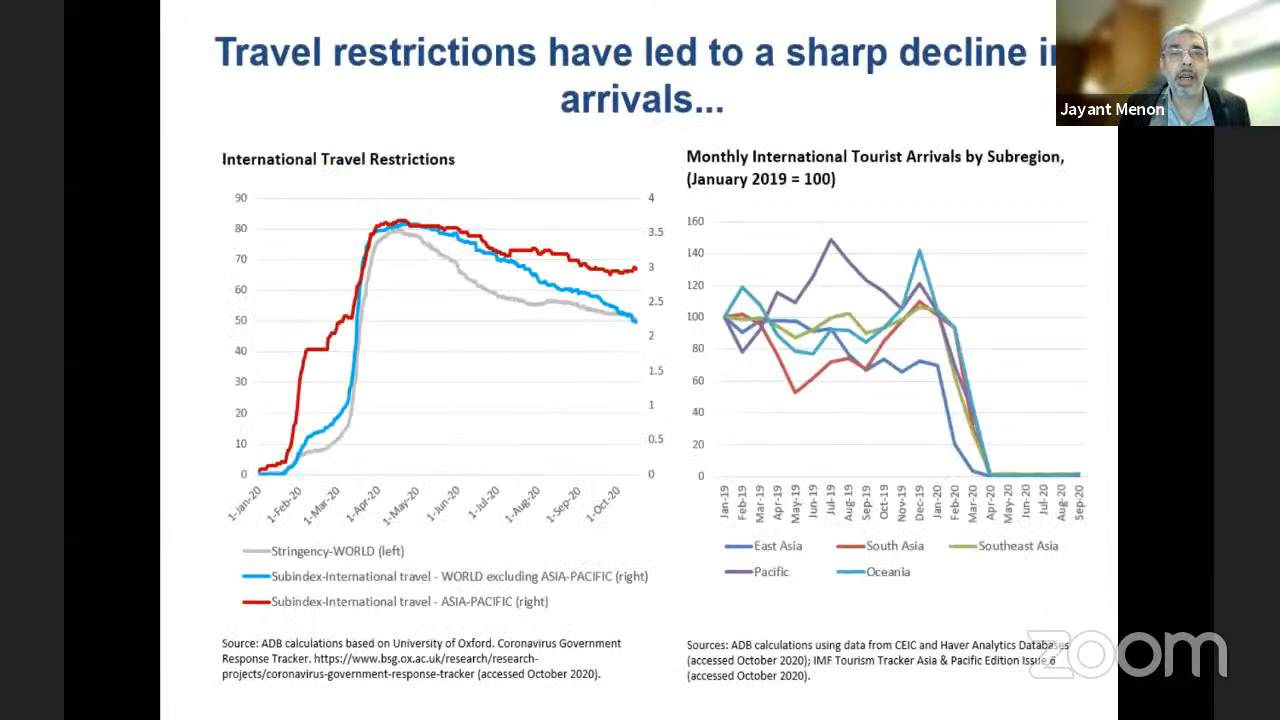 Travel restrictions have led to a sharp decline in
arrivals...
Jayant Menon
International Travel Restrictions
90
80
70
60
50
40
30
20
10
0
4
3.5
3
2.5
2
1.5
1
0.5
0
1-Jan-20
1-Feb-20
1-Mar-20
1-Apr-20
1-May-20
1-Jun-20
1-Jul-20
1-Aug-20
1-Sep-20
1-Oct-20
Stringency-WORLD (left)
Subindex-International travel - WORLD excluding ASIA-PACIFIC (right)
Subindex-International travel - ASIA-PACIFIC (right)
Source: ADB calculations based on University of Oxford. Coronavirus Government
Response Tracker. https://www.bsg.ox.ac.uk/research/research-
projects/coronavirus-government-response-tracker (accessed October 2020).
Monthly International Tourist Arrivals by Subregion,
(January 2019 = 100)
160
140
120
100
80
60
40
20
0
Jan-19
Feb-19
Mar-19
Apr-19
May-19
Jun-19
Jul-19
Aug-19
Sep-19
Oct-19
Nov-19
Dec-19
Jan-20
Feb-20
Mar-20
Apr-20
May-20
Jun-20
Jul-20
Aug-20
Sep-20
East Asia
South Asia
Southeast Asia
Pacific
Oceania
Sources: ADB calculations using data from CEIC and Haver Analytics Databases
(accessed October 2020); IMF Tourism Tracker Asia & Pacific Edition Issue 6
(accessed October 2020).
zoom